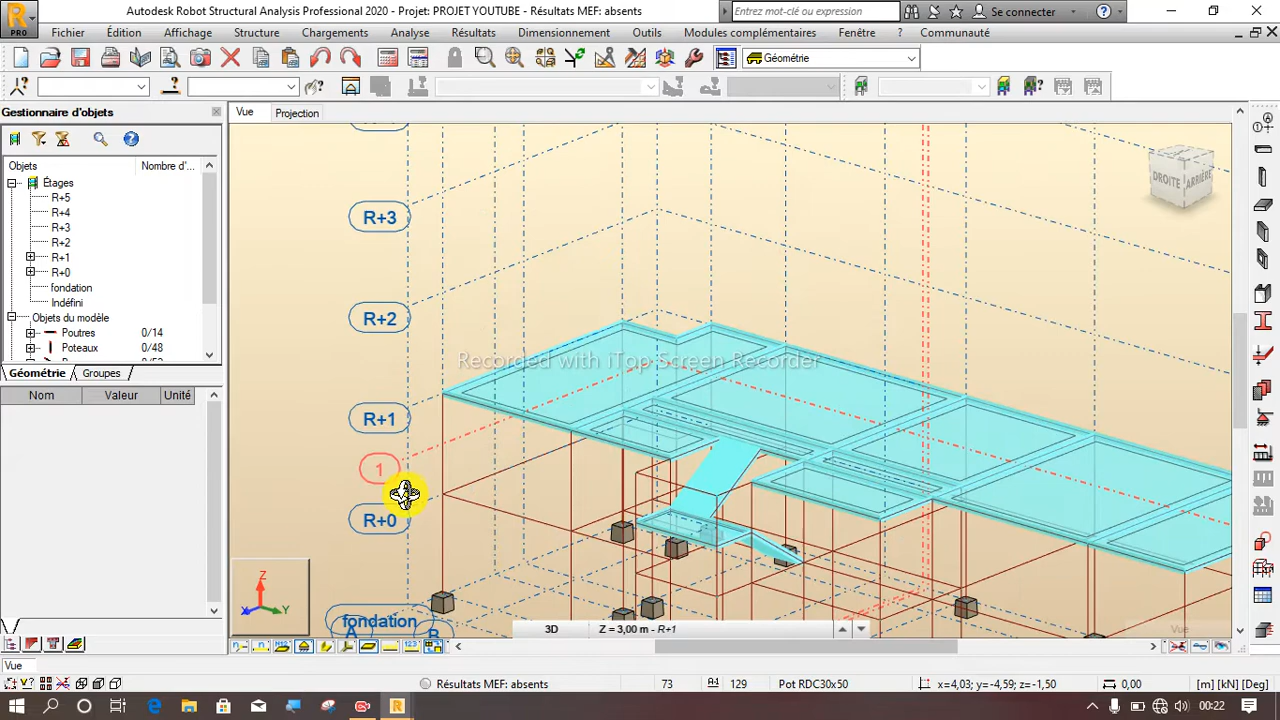 Autodesk Robot Structural Analysis Professional 2020 - Projet: PROJET YOUTUBE - Résultats MEF: absents
Entrez mot-clé ou expression
Se connecter
PRO
Fichier Édition Affichage Structure Chargements Analyse Résultats Dimensionnement Outils Modules complémentaires Fenêtre ? Communauté
Géométrie
Gestionnaire d'objets
Vue Projection
Objets Nombre d'...
Étages
R+5
R+4
R+3
R+2
R+1
R+0
fondation
Indéfini
Objets du modèle
Poutres 0/14
Poteaux 0/48
Géométrie Groupes
Nom Valeur Unité
DROITE ARRIÈRE
R+3
R+2
Recorded with iTop Screen Recorder
R+1
1
R+0
fondation
A B
Z
X Y
3D Z = 3,00 m - R+1
Vue
Vue
Résultats MEF: absents 73 129 Pot RDC30x50 x=4,03; y=-4,59; z=-1,50 0,00 [m] [kN] [Deg]
00:22